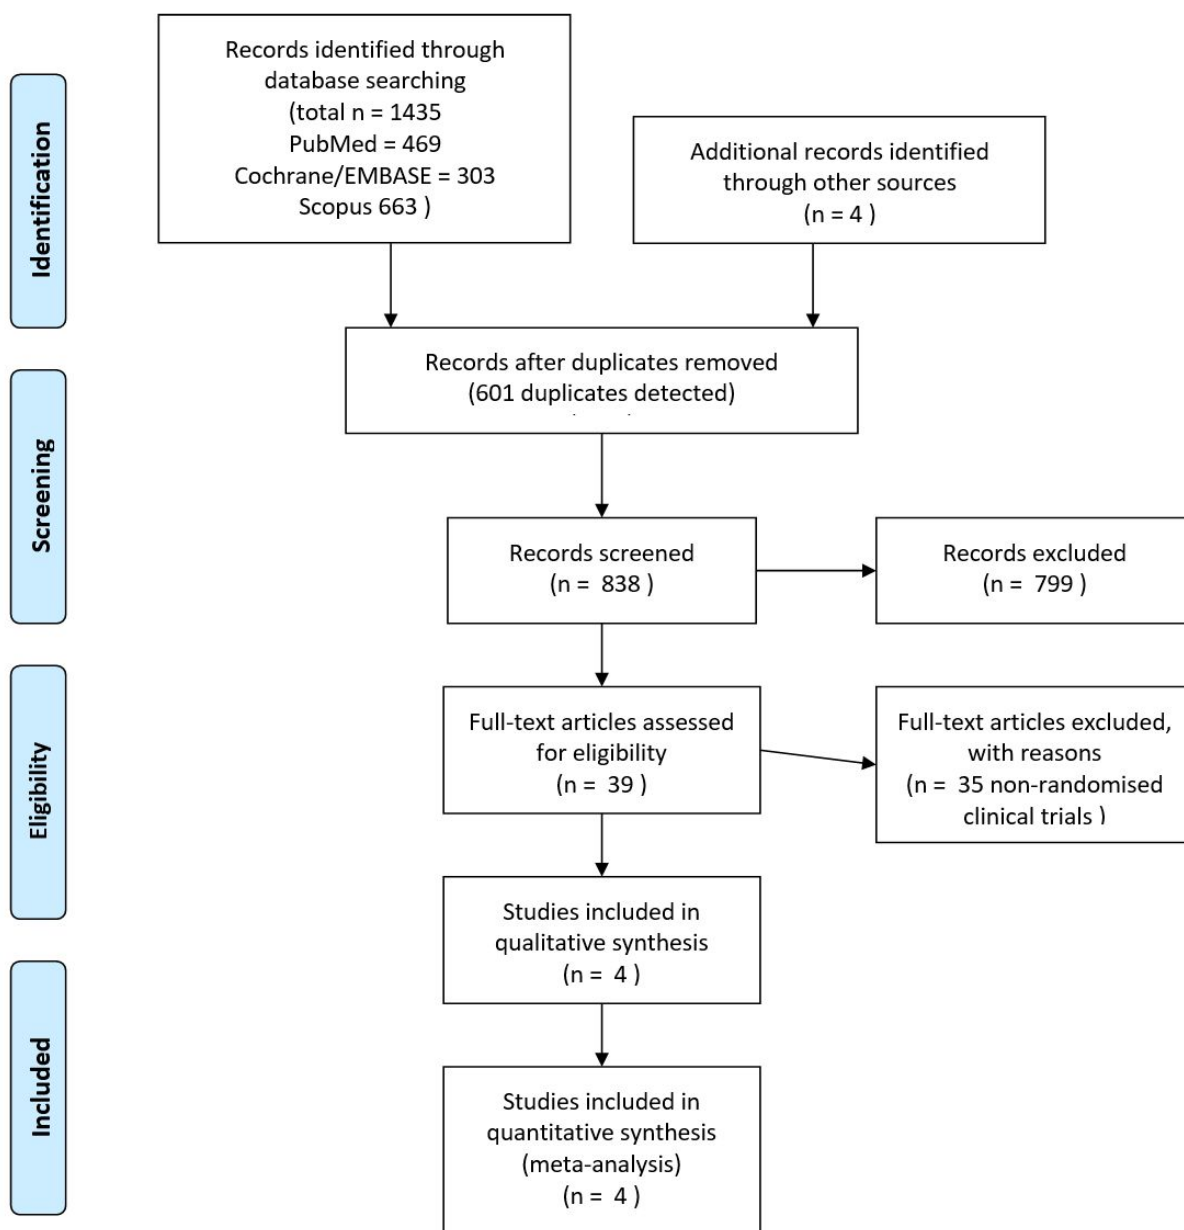 Identification
Records identified through
database searching
(total n = 1435
PubMed = 469
Cochrane/EMBASE = 303
Scopus 663 )
Additional records identified
through other sources
(n = 4 )
Records after duplicates removed
(601 duplicates detected)
Screening
Records screened
(n = 838 )
Records excluded
(n = 799 )
Eligibility
Full-text articles assessed
for eligibility
(n = 39 )
Full-text articles excluded,
with reasons
(n = 35 non-randomised
clinical trials )
Studies included in
qualitative synthesis
(n = 4 )
Included
Studies included in
quantitative synthesis
(meta-analysis)
(n = 4 )